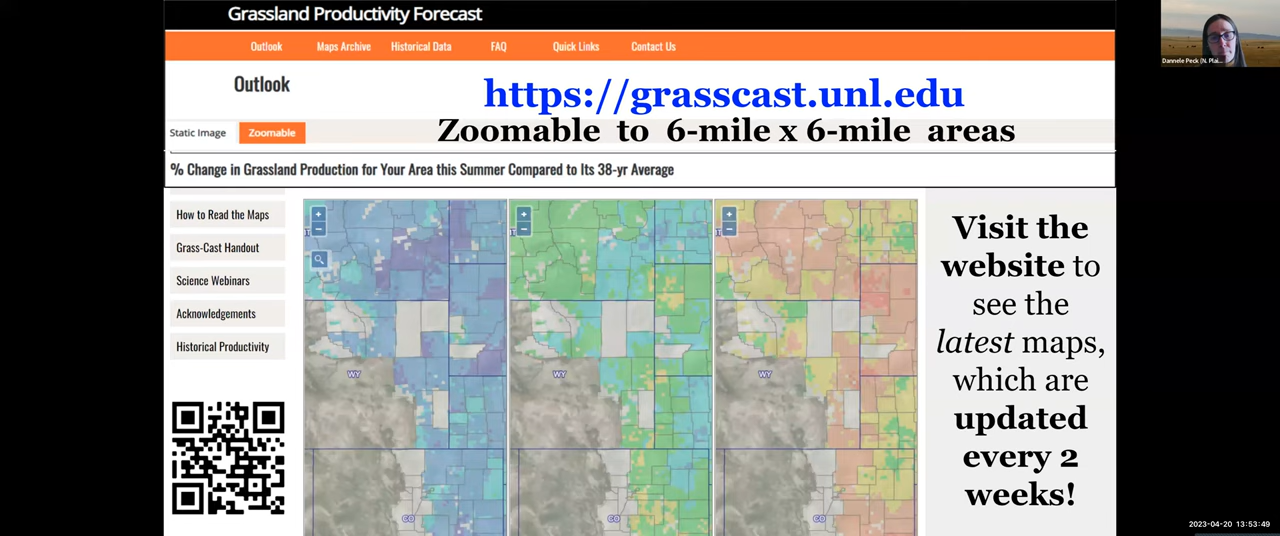 Grassland Productivity Forecast
Outlook Maps Archive Historical Data FAQ Quick Links Contact Us
Outlook
https://grasscast.unl.edu
Static Image Zoomable
Zoomable to 6-mile x 6-mile areas
% Change in Grassland Production for Your Area this Summer Compared to Its 38-yr Average
How to Read the Maps
Grass-Cast Handout
Science Webinars
Acknowledgements
Historical Productivity
+ + +
− − −
WY WY WY
CO CO CO
Visit the
website to
see the
latest maps,
which are
updated
every 2
weeks!
Dannele Peck (N. Plai...
2023-04-20 13:53:49